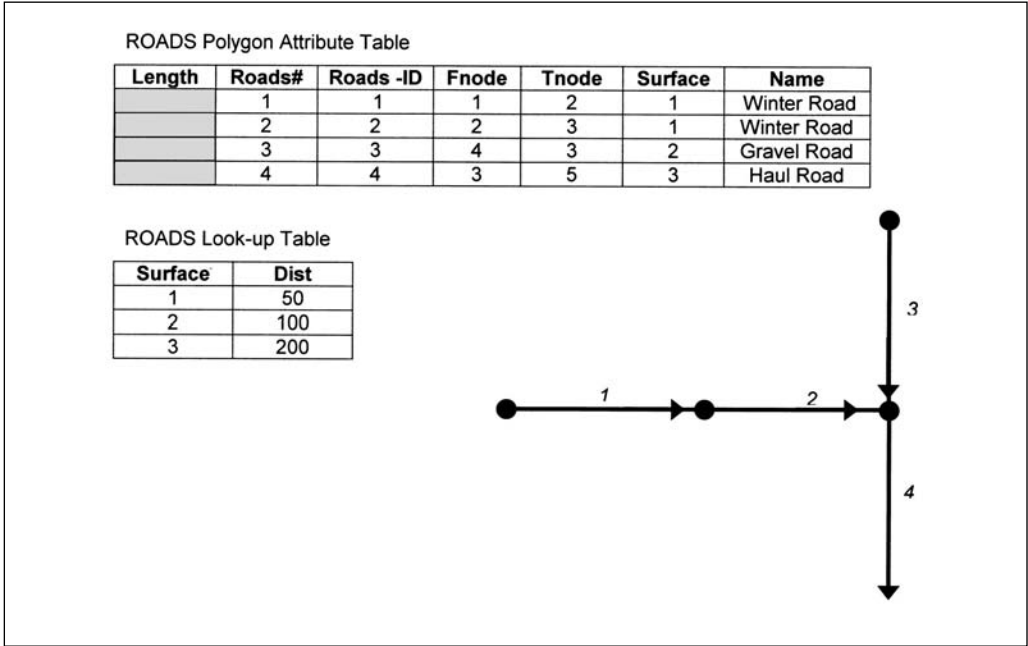 ROADS Polygon Attribute Table
Length Roads# Roads -ID Fnode Tnode Surface Name
1 1 1 2 1 Winter Road
2 2 2 3 1 Winter Road
3 3 4 3 2 Gravel Road
4 4 3 5 3 Haul Road
ROADS Look-up Table
Surface Dist
1 50
2 100
3 200
3
1 2
4